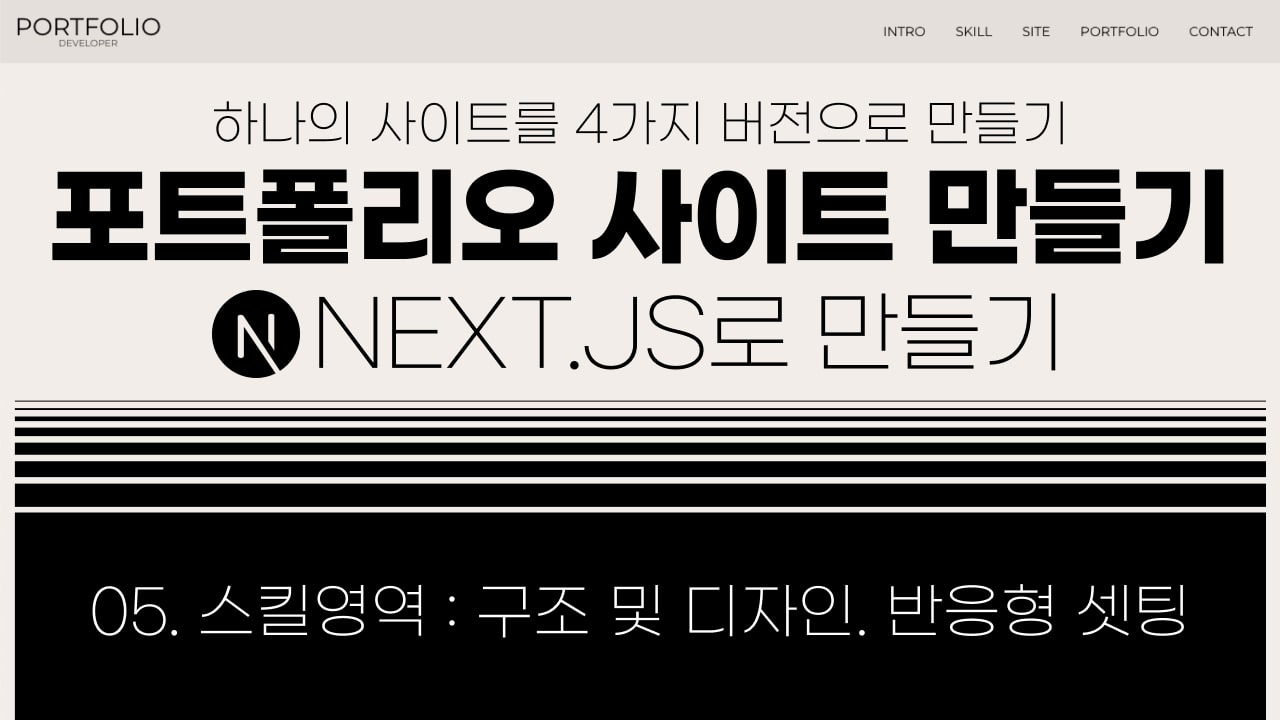 PORTFOLIO
DEVELOPER
INTRO SKILL SITE PORTFOLIO CONTACT
하나의 사이트를 4가지 버전으로 만들기
포트폴리오 사이트 만들기
N NEXT.JS로 만들기
05. 스킬영역 : 구조 및 디자인. 반응형 셋팅